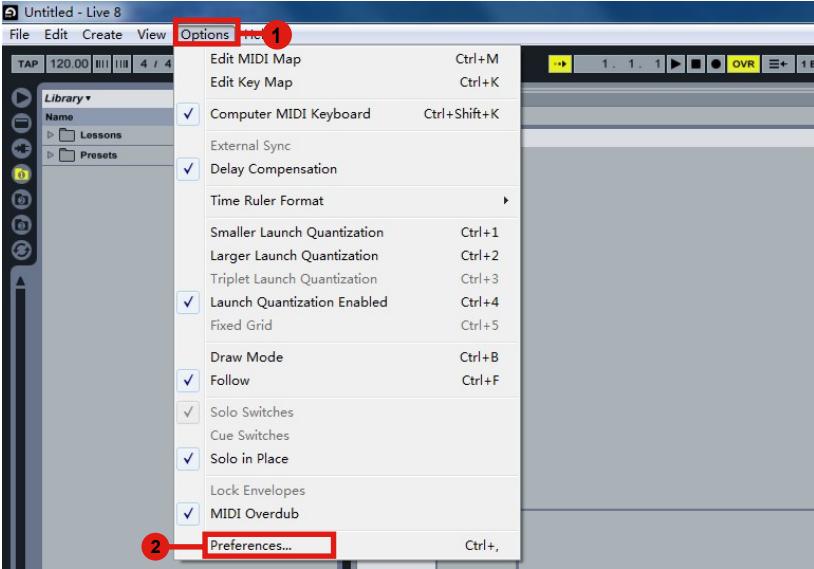 Untitled - Live 8
File Edit Create View Options
1
TAP 120.00 4 / 4
1. 1. 1 OVR
Library
Name
Lessons
Presets
Edit MIDI Map Ctrl+M
Edit Key Map Ctrl+K
Computer MIDI Keyboard Ctrl+Shift+K
External Sync
Delay Compensation
Time Ruler Format
Smaller Launch Quantization Ctrl+1
Larger Launch Quantization Ctrl+2
Triplet Launch Quantization Ctrl+3
Launch Quantization Enabled Ctrl+4
Fixed Grid Ctrl+5
Draw Mode Ctrl+B
Follow Ctrl+F
Solo Switches
Cue Switches
Solo in Place
Lock Envelopes
MIDI Overdub
2
Preferences... Ctrl+,